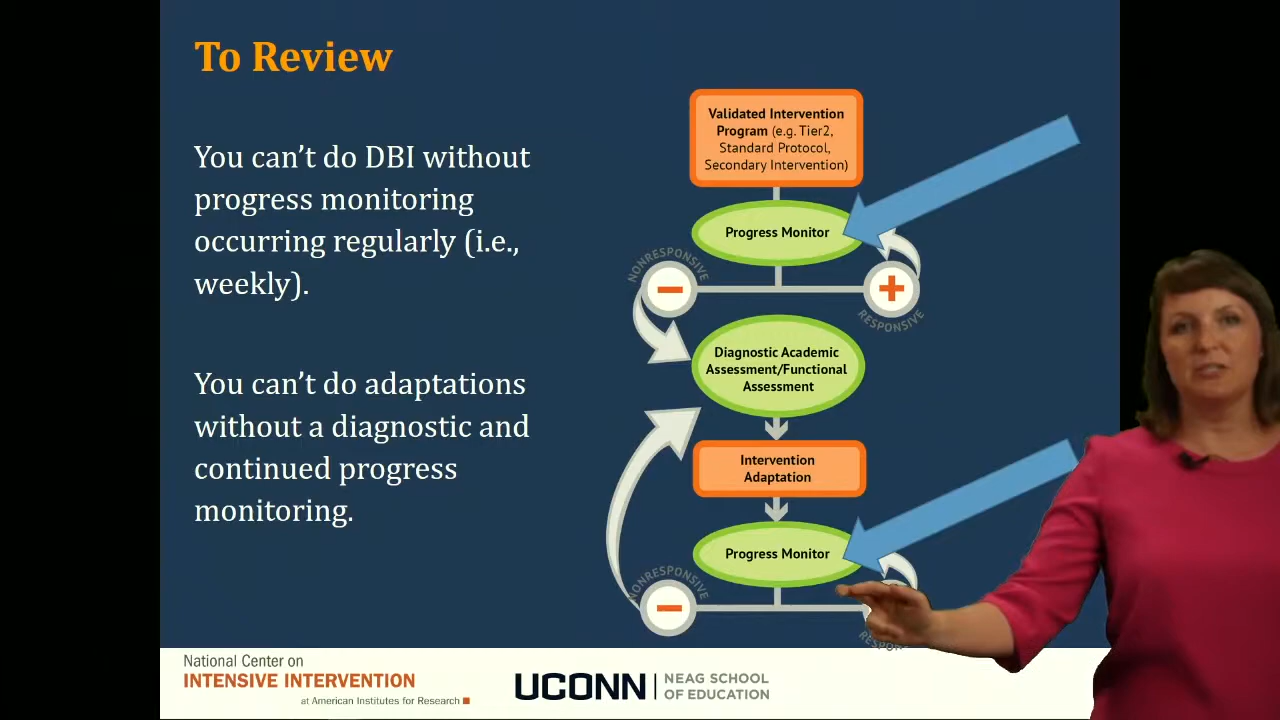 To Review
You can’t do DBI without
progress monitoring
occurring regularly (i.e.,
weekly).
You can’t do adaptations
without a diagnostic and
continued progress
monitoring.
Validated Intervention
Program (e.g. Tier2,
Standard Protocol,
Secondary Intervention)
Progress Monitor
NONRESPONSIVE
RESPONSIVE
Diagnostic Academic
Assessment/Functional
Assessment
Intervention
Adaptation
Progress Monitor
NONRESPONSIVE
National Center on
INTENSIVE INTERVENTION
at American Institutes for Research
UCONN
NEAG SCHOOL
OF EDUCATION